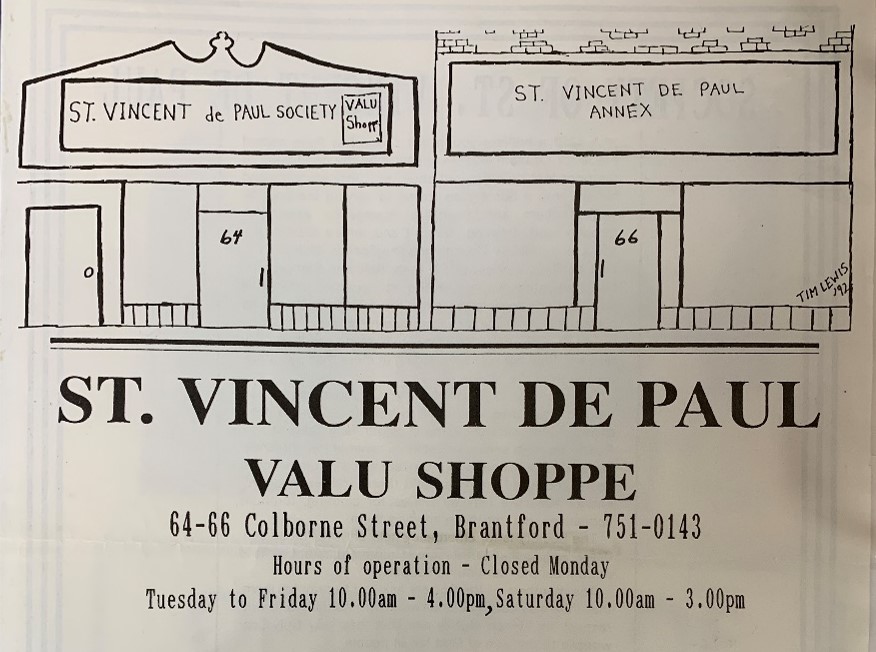 ST. VINCENT de PAUL SOCIETY
VALU
Shopp
ST. VINCENT DE PAUL
ANNEX
64
66
TIM LEWIS
'92
ST. VINCENT DE PAUL
VALU SHOPPE
64-66 Colborne Street, Brantford - 751-0143
Hours of operation - Closed Monday
Tuesday to Friday 10.00am - 4.00pm, Saturday 10.00am - 3.00pm